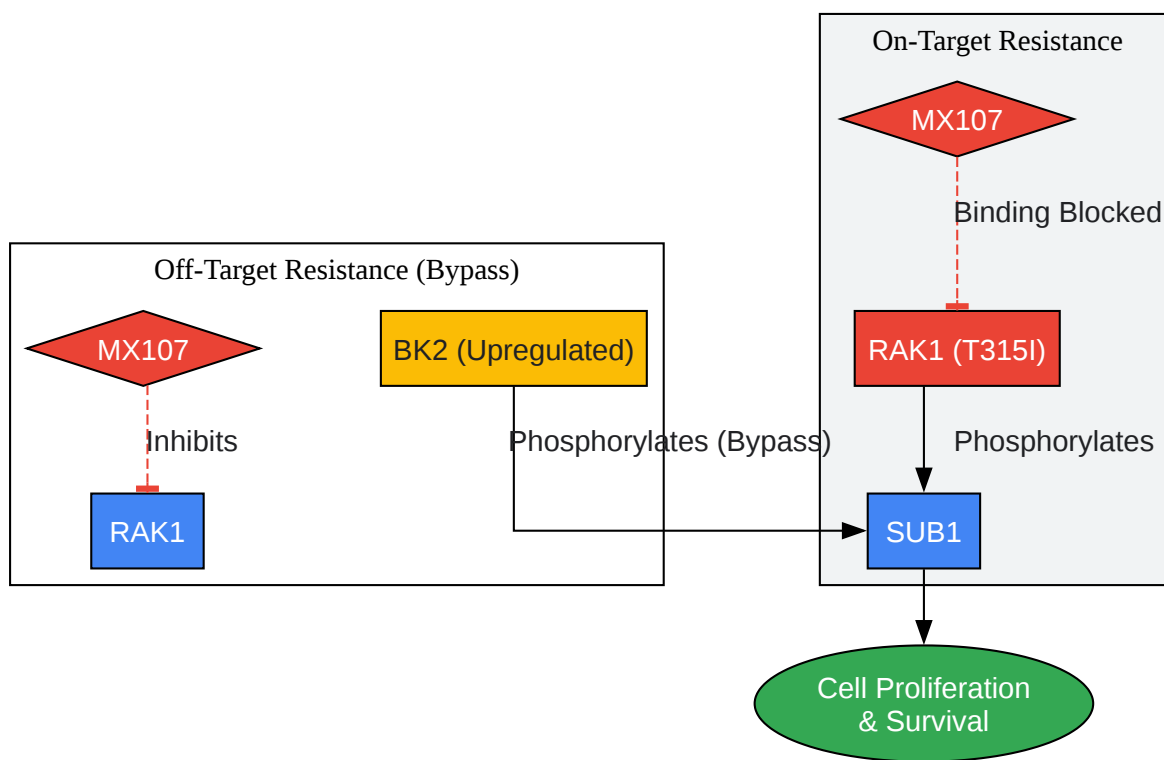 On-Target Resistance
MX107
Binding Blocked
Off-Target Resistance (Bypass)
MX107
BK2 (Upregulated)
RAK1 (T315I)
Inhibits
Phosphorylates (Bypass)
Phosphorylates
RAK1
SUB1
Cell Proliferation
& Survival